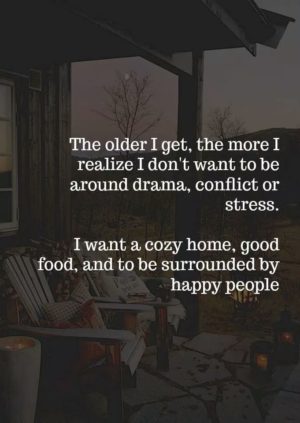 The older I get, the more I
realize I don't want to be
around drama, conflict or
stress.
I want a cozy home, good
food, and to be surrounded by
happy people